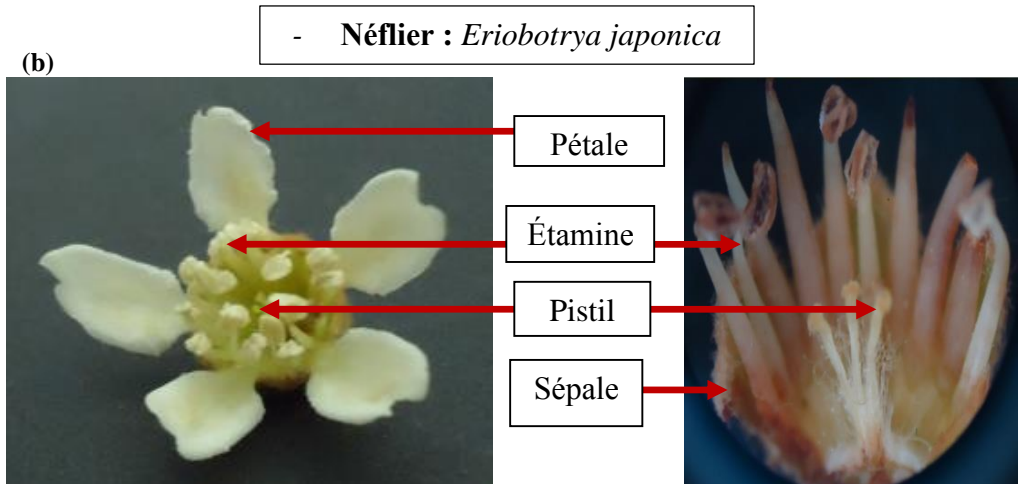 - Néflier : Eriobotrya japonica
(b)
Pétale
Étamine
Pistil
Sépale